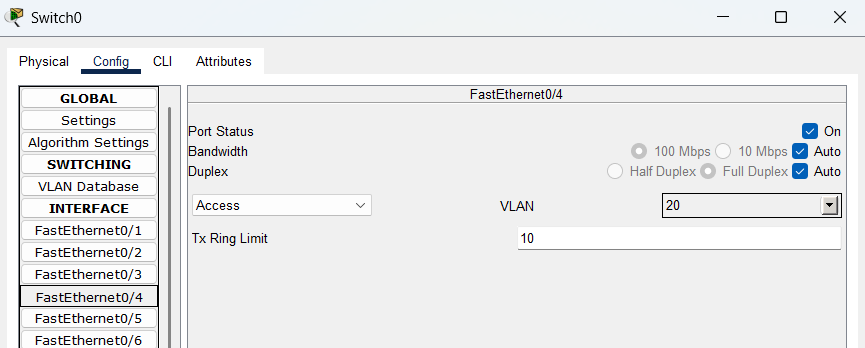 Switch0
Physical Config CLI Attributes
GLOBAL
Settings
Algorithm Settings
SWITCHING
VLAN Database
INTERFACE
FastEthernet0/1
FastEthernet0/2
FastEthernet0/3
FastEthernet0/4
FastEthernet0/5
FastEthernet0/6
FastEthernet0/4
Port Status On
Bandwidth 100 Mbps 10 Mbps Auto
Duplex Half Duplex Full Duplex Auto
Access VLAN 20
Tx Ring Limit 10